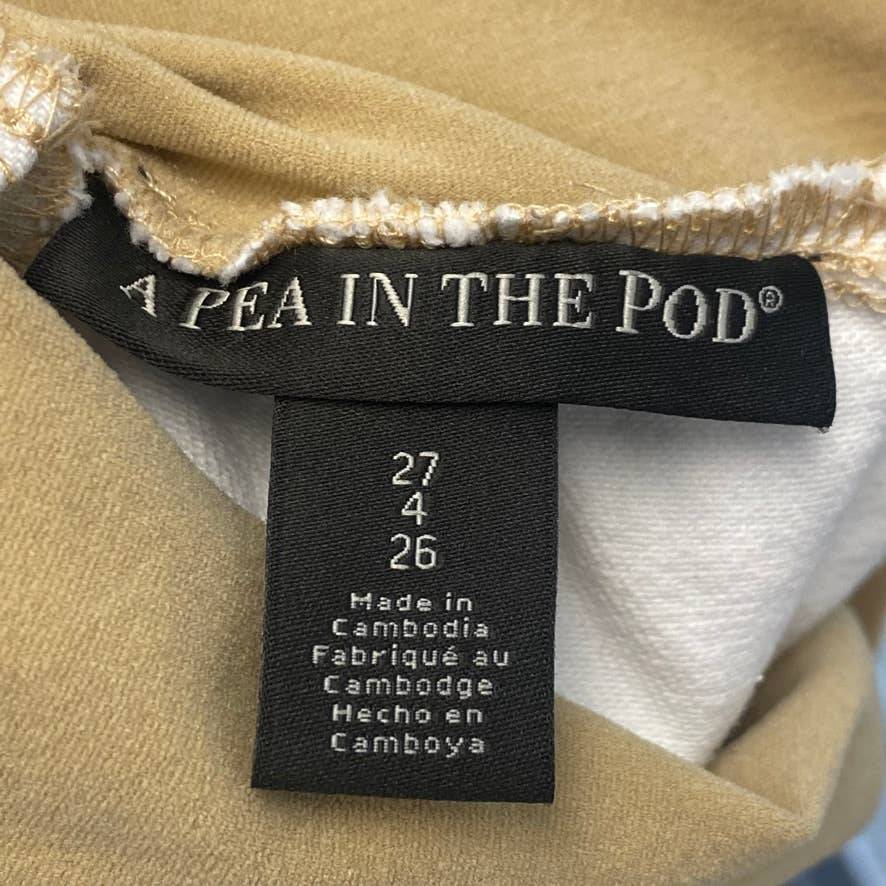 A PEA IN THE POD®
27
4
26
Made in
Cambodia
Fabriqué au
Cambodge
Hecho en
Camboya